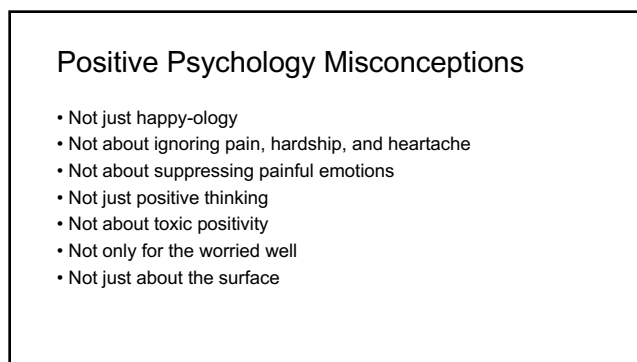 Positive Psychology Misconceptions
• Not just happy-ology
• Not about ignoring pain, hardship, and heartache
• Not about suppressing painful emotions
• Not just positive thinking
• Not about toxic positivity
• Not only for the worried well
• Not just about the surface